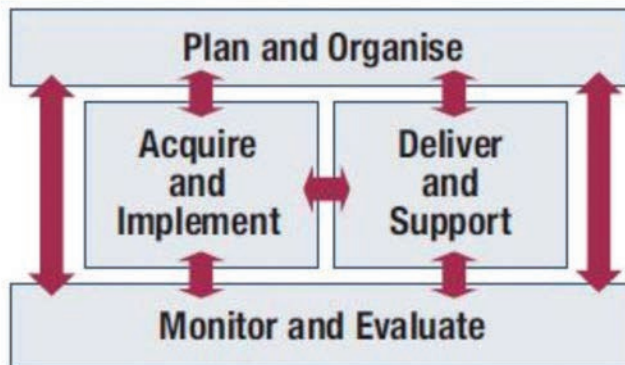 Plan and Organise
Acquire
and
Implement
Deliver
and
Support
Monitor and Evaluate